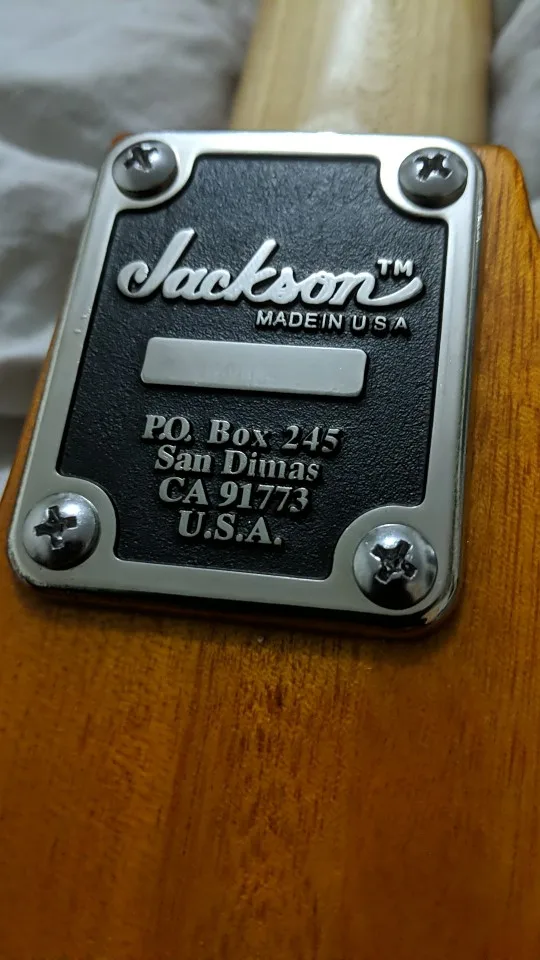 Jackson™
MADE IN U S A
P.O. Box 245
San Dimas
CA 91773
U.S.A.